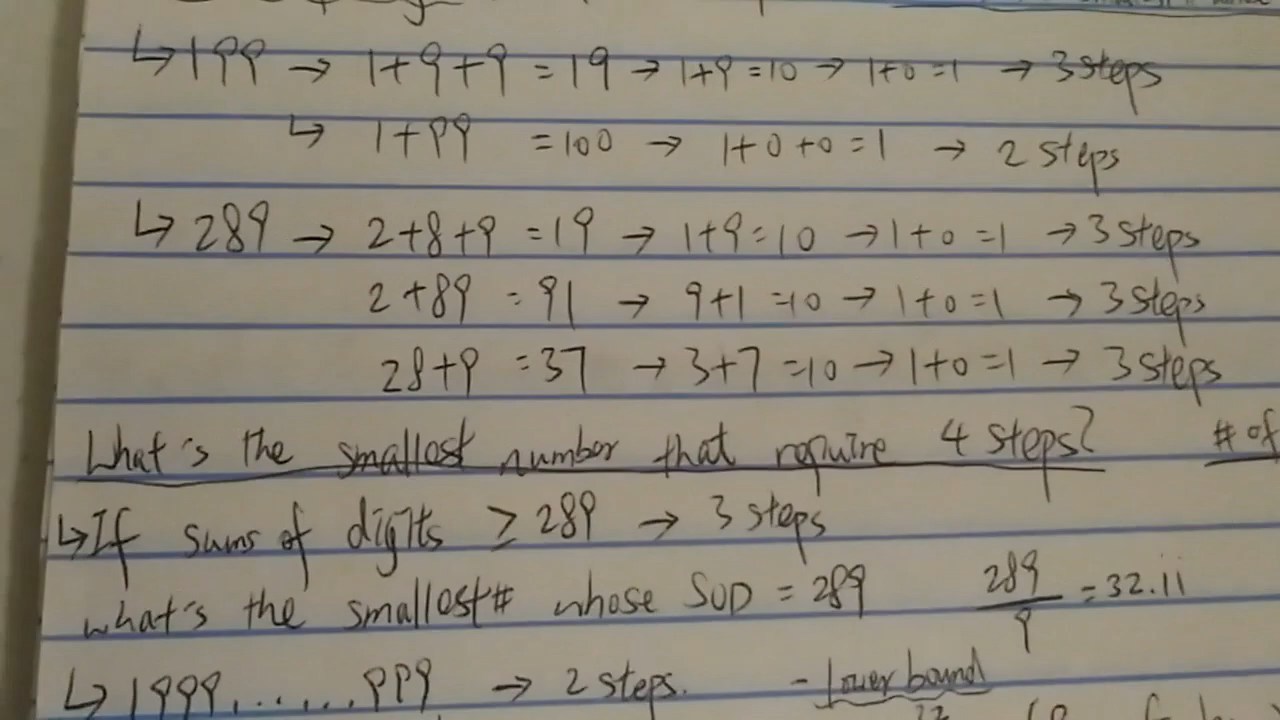 ↳ 199 → 1+9+9 = 19 → 1+9 = 10 → 1+0 = 1 → 3 steps
↳ 1+99 = 100 → 1+0+0 = 1 → 2 steps
↳ 289 → 2+8+9 = 19 → 1+9 = 10 → 1+0 = 1 → 3 steps
2+89 = 91 → 9+1 = 10 → 1+0 = 1 → 3 steps
28+9 = 37 → 3+7 = 10 → 1+0 = 1 → 3 steps
What's the smallest number that require 4 steps? # of
↳ If sums of digits ≥ 289 → 3 steps
what's the smallest # whose SOD = 289 289/9 = 32.11
↳ 1999......999 → 2 steps. - Lower bound